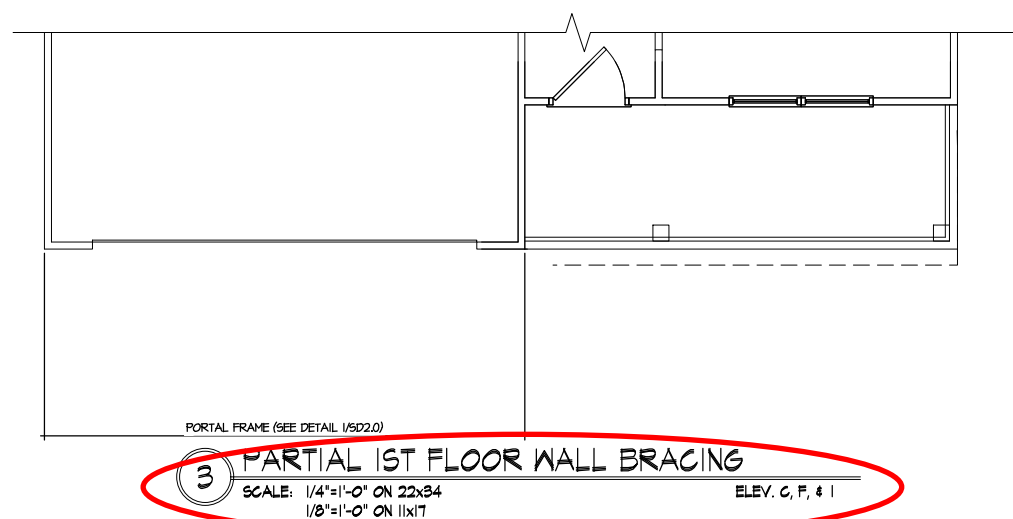 PORTAL FRAME (SEE DETAIL 1/SD2.0)
3 PARTIAL 1ST FLOOR WALL BRACING
SCALE: 1/4"=1'-0" ON 22x34 ELEV. C, F, & I
1/8"=1'-0" ON 11x17